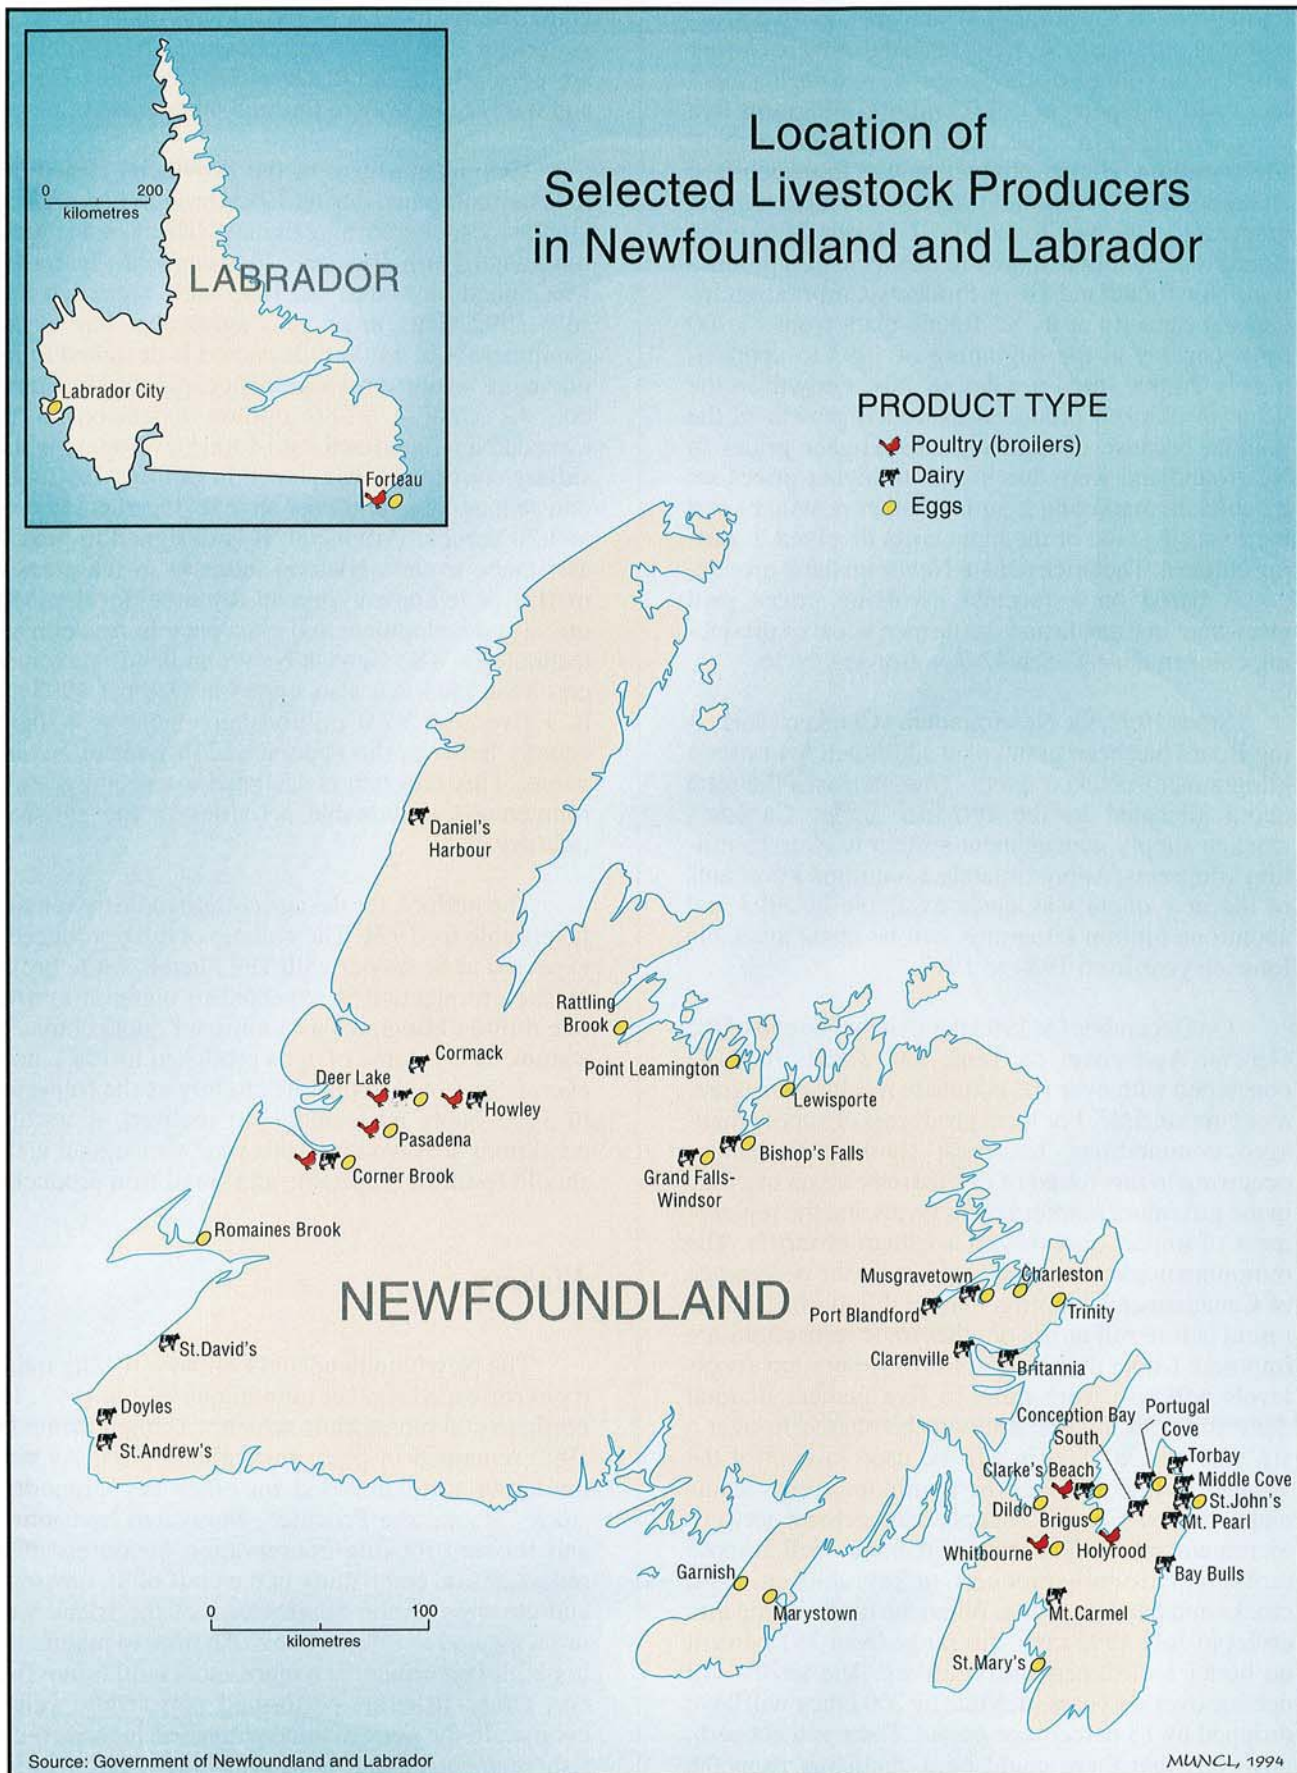 Location of
Selected Livestock Producers
in Newfoundland and Labrador
0 200
kilometres
LABRADOR
Labrador City
Forteau
PRODUCT TYPE
Poultry (broilers)
Dairy
Eggs
Daniel's
Harbour
Rattling
Brook
Cormack
Point Leamington
Deer Lake
Lewisporte
Howley
Pasadena
Bishop's Falls
Corner Brook
Grand Falls-
Windsor
Romaines Brook
NEWFOUNDLAND
Musgravetown
Charleston
Port Blandford
Trinity
St.David's
Clarenville
Britannia
Doyles
St.Andrew's
Conception Bay
South
Portugal
Cove
Torbay
Clarke's Beach
Middle Cove
St.John's
Dildo
Brigus
Mt. Pearl
Whitbourne
Holyrood
Bay Bulls
Garnish
Marystown
Mt.Carmel
St.Mary's
0 100
kilometres
Source: Government of Newfoundland and Labrador
MUNCL, 1994